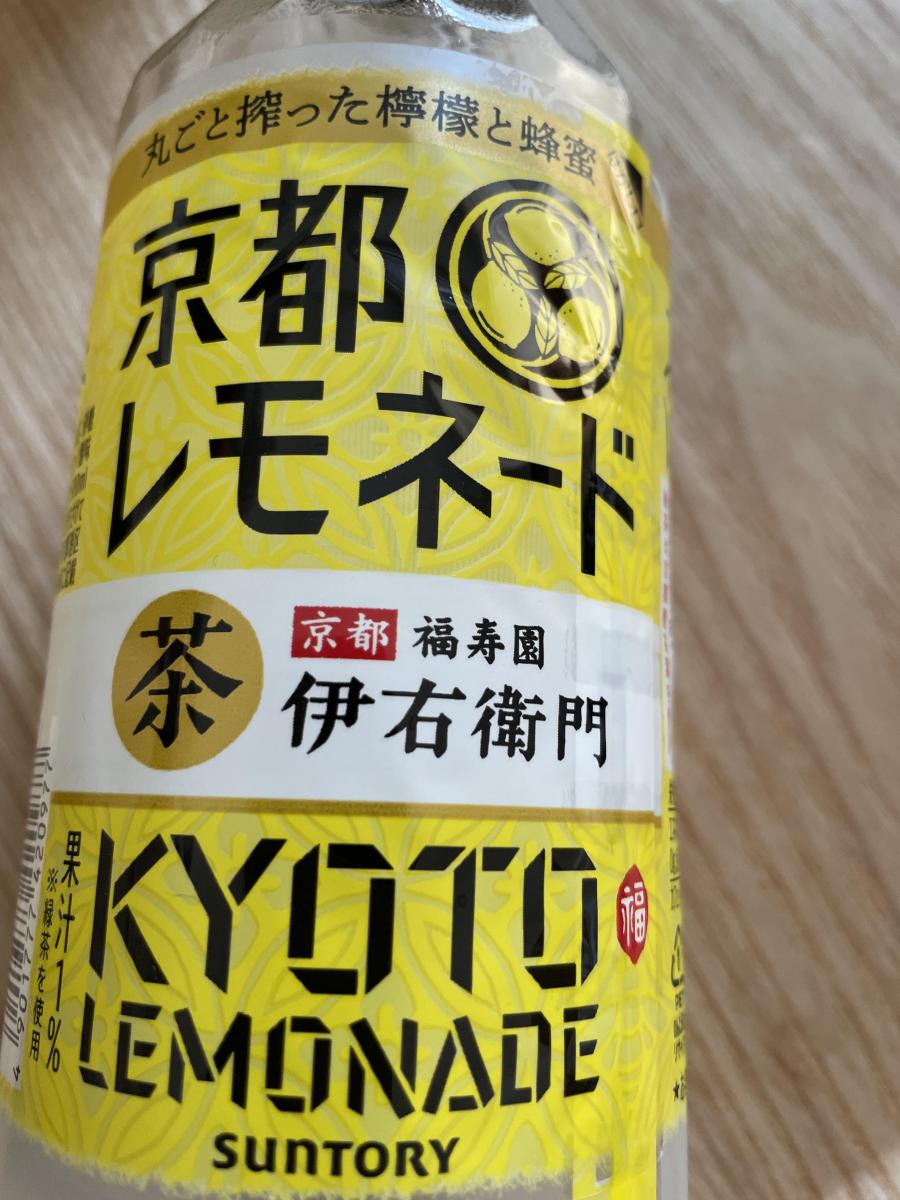 丸ごと搾った檸檬と蜂蜜
京都
レモネード
茶
京都 福寿園
伊右衛門
KYOTO
福
LEMONADE
SUNTORY
果汁1%
※緑茶を使用